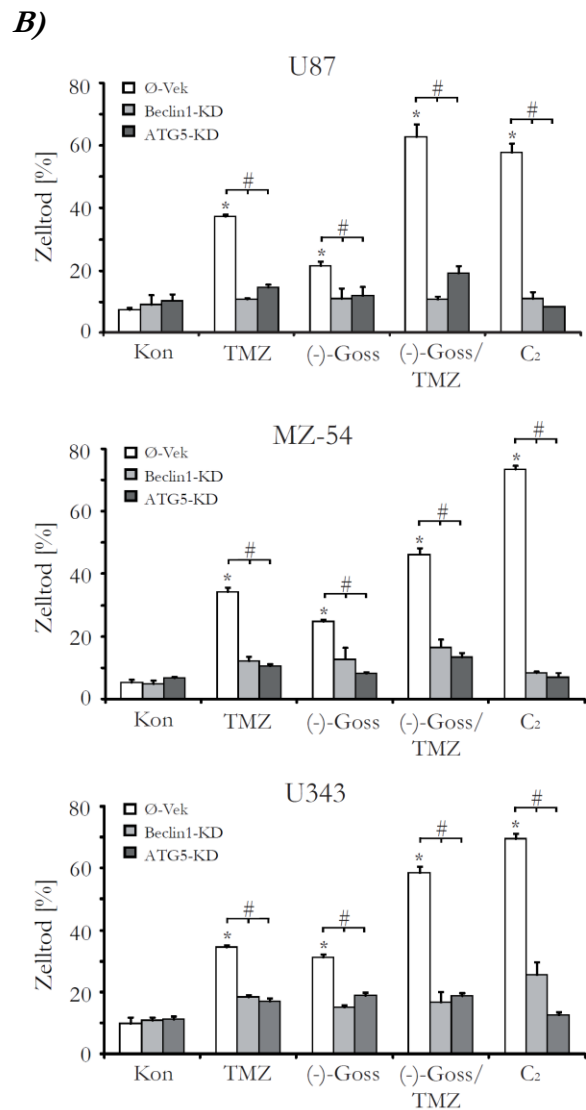 B)
U87
Zelltod [%]
80
60
40
20
0
Ø-Vek
Beclin1-KD
ATG5-KD
* # * # * # * #
Kon TMZ (-)-Goss (-)-Goss/ C₂
TMZ
MZ-54
Zelltod [%]
80
60
40
20
0
Ø-Vek
Beclin1-KD
ATG5-KD
* # * # * # * #
Kon TMZ (-)-Goss (-)-Goss/ C₂
TMZ
U343
Zelltod [%]
80
60
40
20
0
Ø-Vek
Beclin1-KD
ATG5-KD
* # * # * # * #
Kon TMZ (-)-Goss (-)-Goss/ C₂
TMZ